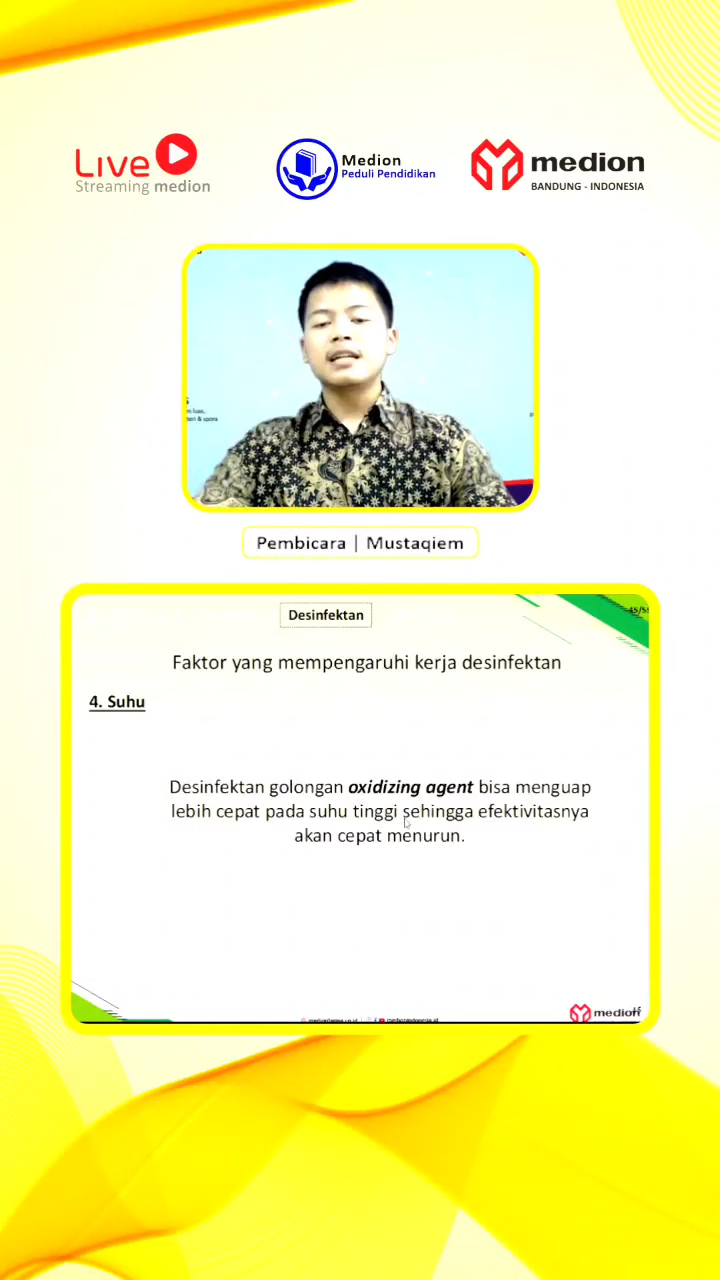 Live
Streaming medion
Medion
Peduli Pendidikan
medion
BANDUNG - INDONESIA
Pembicara | Mustaqiem
Desinfektan
Faktor yang mempengaruhi kerja desinfektan
4. Suhu
Desinfektan golongan oxidizing agent bisa menguap
lebih cepat pada suhu tinggi sehingga efektivitasnya
akan cepat menurun.
medion